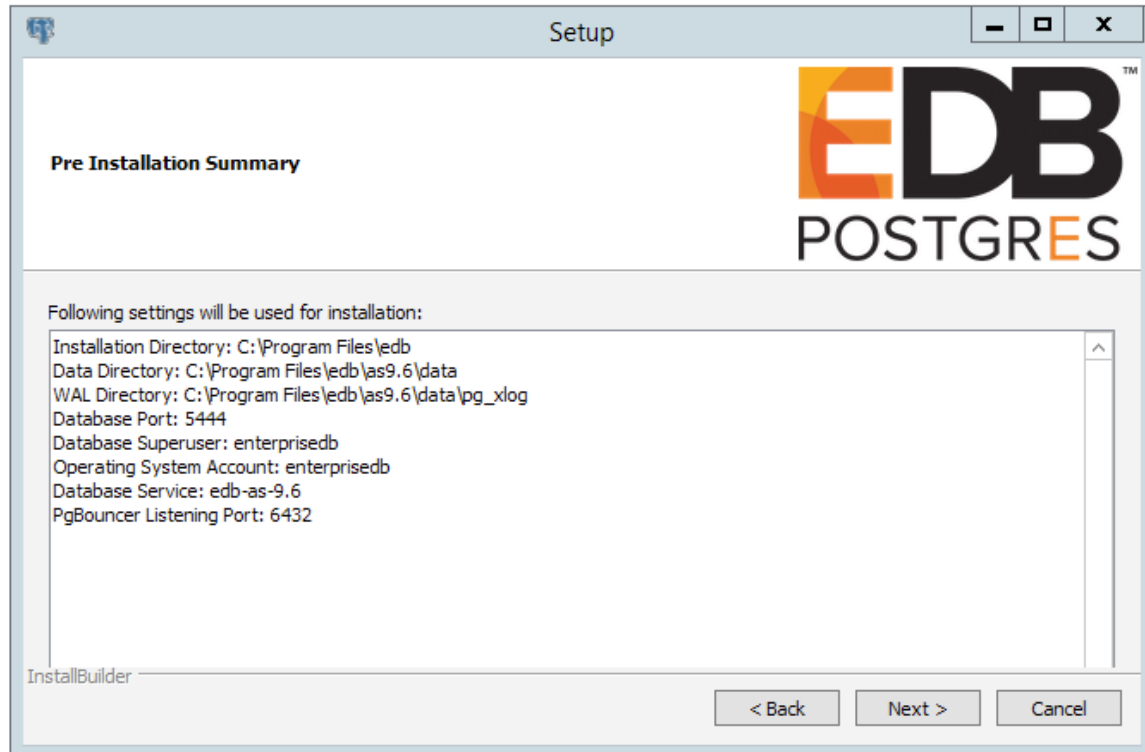 Setup
EDB™
POSTGRES
Pre Installation Summary
Following settings will be used for installation:
Installation Directory: C:\Program Files\edb
Data Directory: C:\Program Files\edb\as9.6\data
WAL Directory: C:\Program Files\edb\as9.6\data\pg_xlog
Database Port: 5444
Database Superuser: enterprisedb
Operating System Account: enterprisedb
Database Service: edb-as-9.6
PgBouncer Listening Port: 6432
InstallBuilder
< Back Next > Cancel